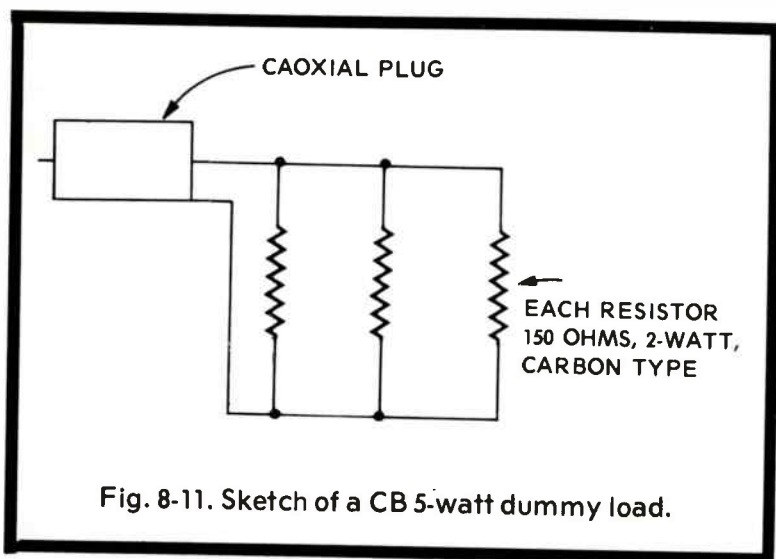 CAOXIAL PLUG
EACH RESISTOR
150 OHMS, 2-WATT,
CARBON TYPE
Fig. 8-11. Sketch of a CB 5-watt dummy load.